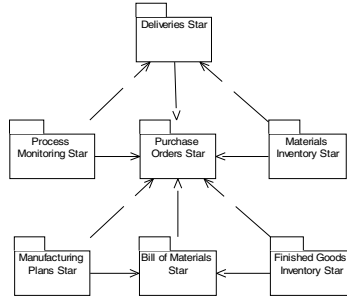 Deliveries Star
Process
Monitoring Star
Purchase
Orders Star
Materials
Inventory Star
Manufacturing
Plans Star
Bill of Materials
Star
Finished Goods
Inventory Star